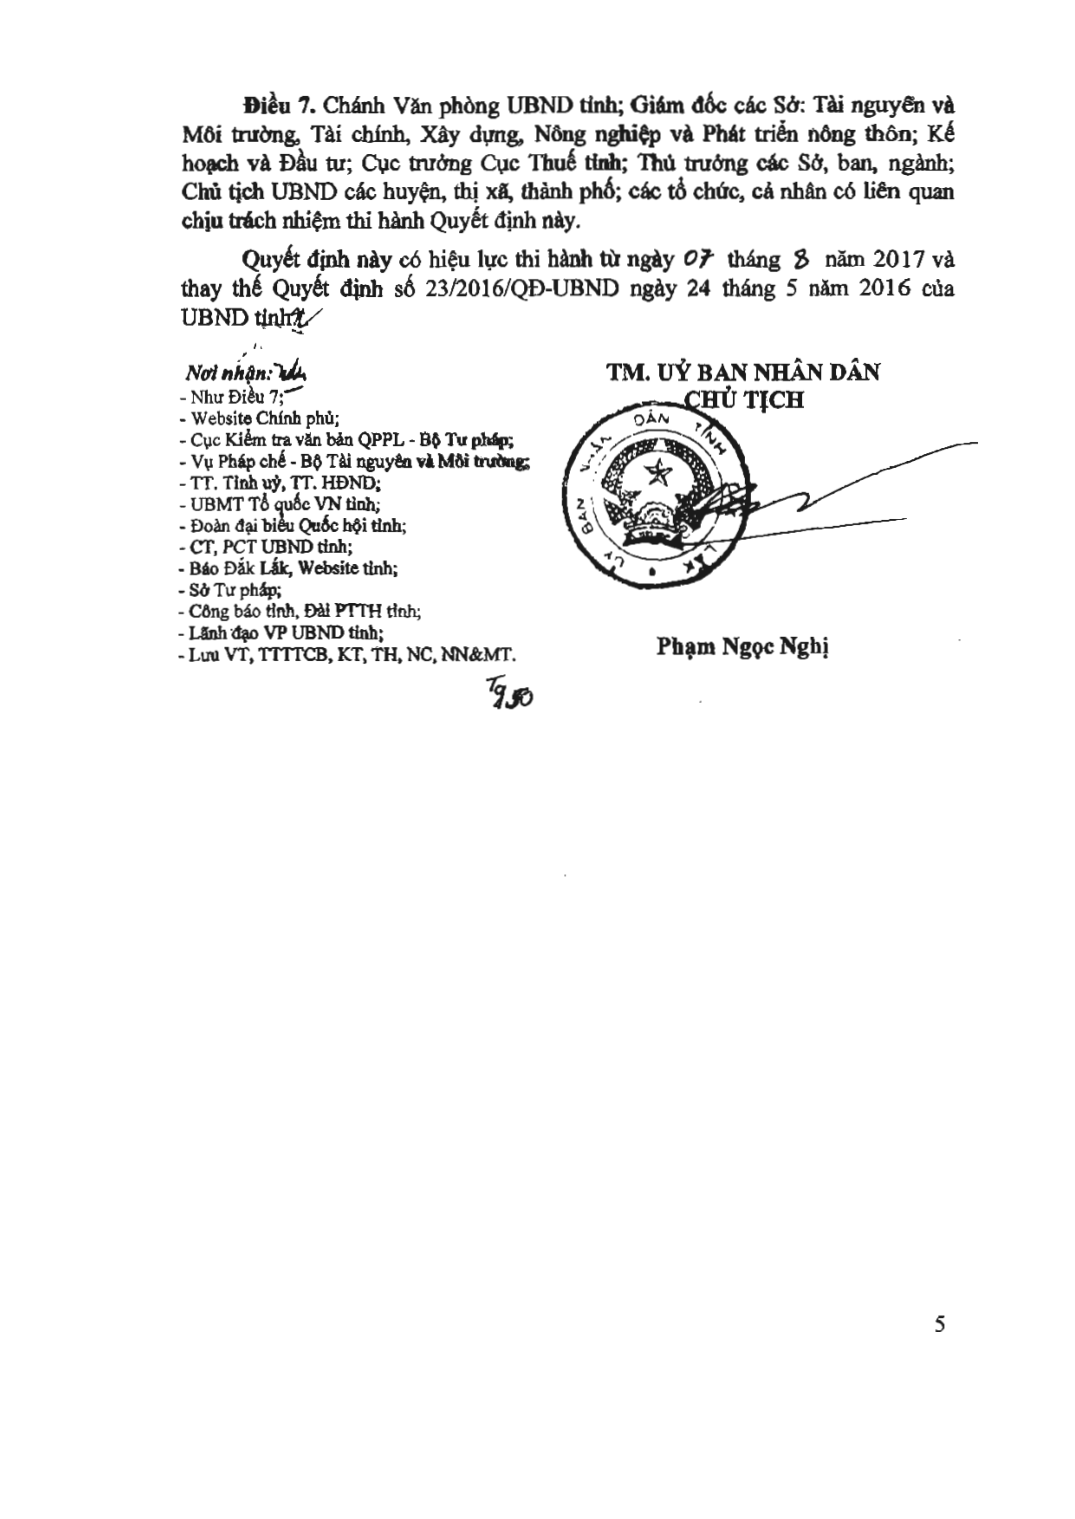 Điều 7. Chánh Văn phòng UBND tỉnh; Giám đốc các Sở: Tài nguyên và
Môi trường, Tài chính, Xây dựng, Nông nghiệp và Phát triển nông thôn; Kế
hoạch và Đầu tư; Cục trưởng Cục Thuế tỉnh; Thủ trưởng các Sở, ban, ngành;
Chủ tịch UBND các huyện, thị xã, thành phố; các tổ chức, cá nhân có liên quan
chịu trách nhiệm thi hành Quyết định này.
Quyết định này có hiệu lực thi hành từ ngày 07 tháng 8 năm 2017 và
thay thế Quyết định số 23/2016/QĐ-UBND ngày 24 tháng 5 năm 2016 của
UBND tỉnh
Nơi nhận:
- Như Điều 7;
- Website Chính phủ;
- Cục Kiểm tra văn bản QPPL - Bộ Tư pháp;
- Vụ Pháp chế - Bộ Tài nguyên và Môi trường;
- TT. Tỉnh uỷ, TT. HĐND;
- UBMT Tổ quốc VN tỉnh;
- Đoàn đại biểu Quốc hội tỉnh;
- CT, PCT UBND tỉnh;
- Báo Đắk Lắk, Website tỉnh;
- Sở Tư pháp;
- Công báo tỉnh, Đài PTTH tỉnh;
- Lãnh đạo VP UBND tỉnh;
- Lưu VT, TTTTCB, KT, TH, NC, NN&MT.
TM. UỶ BAN NHÂN DÂN
CHỦ TỊCH
ỦY BAN NHÂN DÂN TỈNH LẮK
Phạm Ngọc Nghị
5